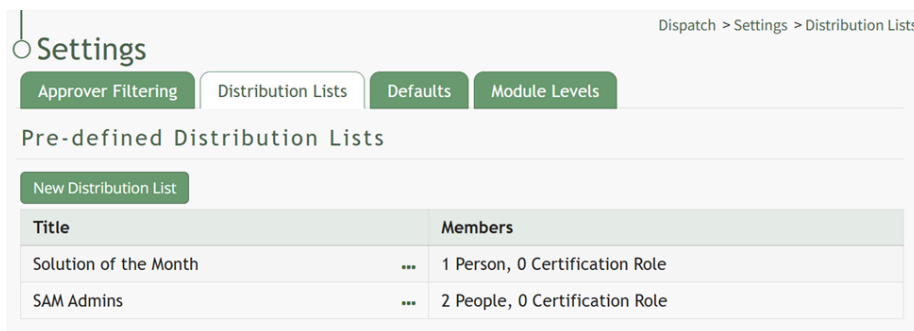 Dispatch > Settings > Distribution Lists
Settings
Approver Filtering Distribution Lists Defaults Module Levels
Pre-defined Distribution Lists
New Distribution List
Title Members
Solution of the Month ... 1 Person, 0 Certification Role
SAM Admins ... 2 People, 0 Certification Role